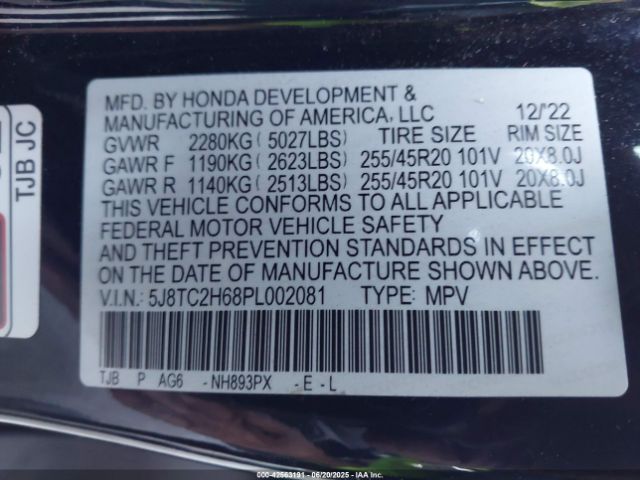 MFD. BY HONDA DEVELOPMENT &
MANUFACTURING OF AMERICA, LLC 12/'22
GVWR 2280KG (5027LBS) TIRE SIZE RIM SIZE
GAWR F 1190KG (2623LBS) 255/45R20 101V 20X8.0J
GAWR R 1140KG (2513LBS) 255/45R20 101V 20X8.0J
THIS VEHICLE CONFORMS TO ALL APPLICABLE
FEDERAL MOTOR VEHICLE SAFETY
AND THEFT PREVENTION STANDARDS IN EFFECT
ON THE DATE OF MANUFACTURE SHOWN ABOVE.
V.I.N.: 5J8TC2H68PL002081 TYPE: MPV
TJB P AG6 -NH893PX -E-L
TJB JC
000-42563191 - 06/20/2025 - IAAI Inc.